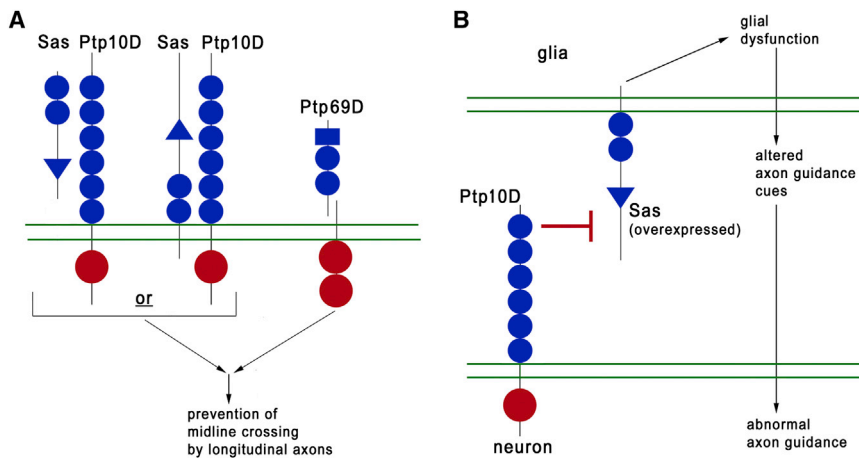 A
Sas Ptp10D Sas Ptp10D
Ptp69D
or
prevention of
midline crossing
by longitudinal axons
B
glia
glial
dysfunction
altered
axon guidance
cues
Ptp10D
Sas
(overexpressed)
neuron
abnormal
axon guidance